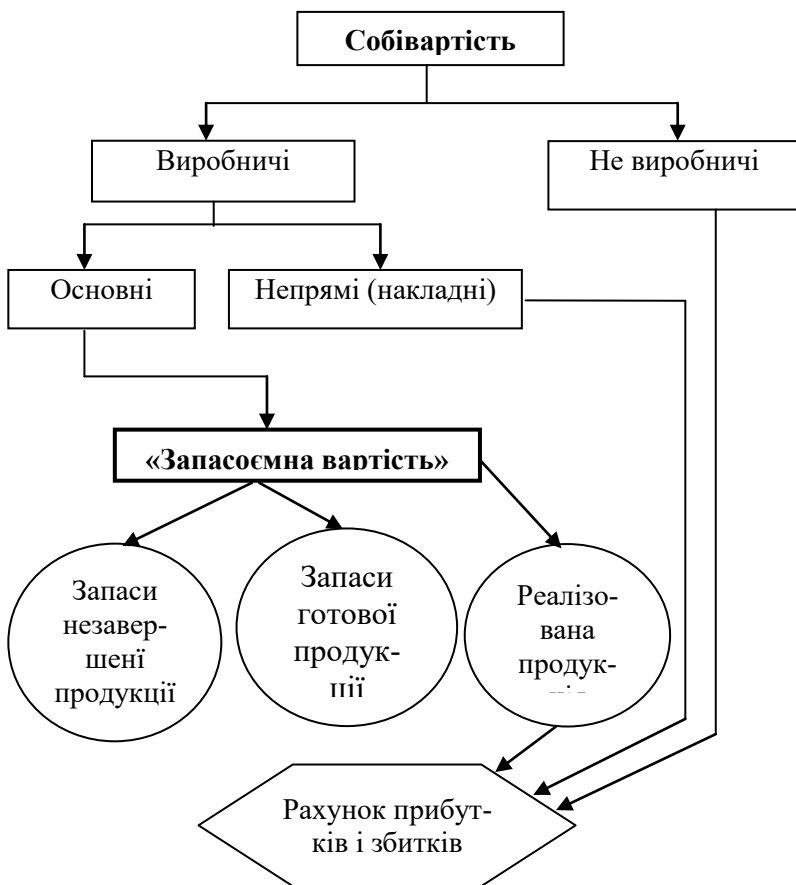 Собівартість
Виробничі
Не виробничі
Основні
Непрямі (накладні)
«Запасоємна вартість»
Запаси
незавер-
шенї
продукції
Запаси
готової
продук-
ції
Реалізо-
вана
продук-
Рахунок прибут-
ків і збитків